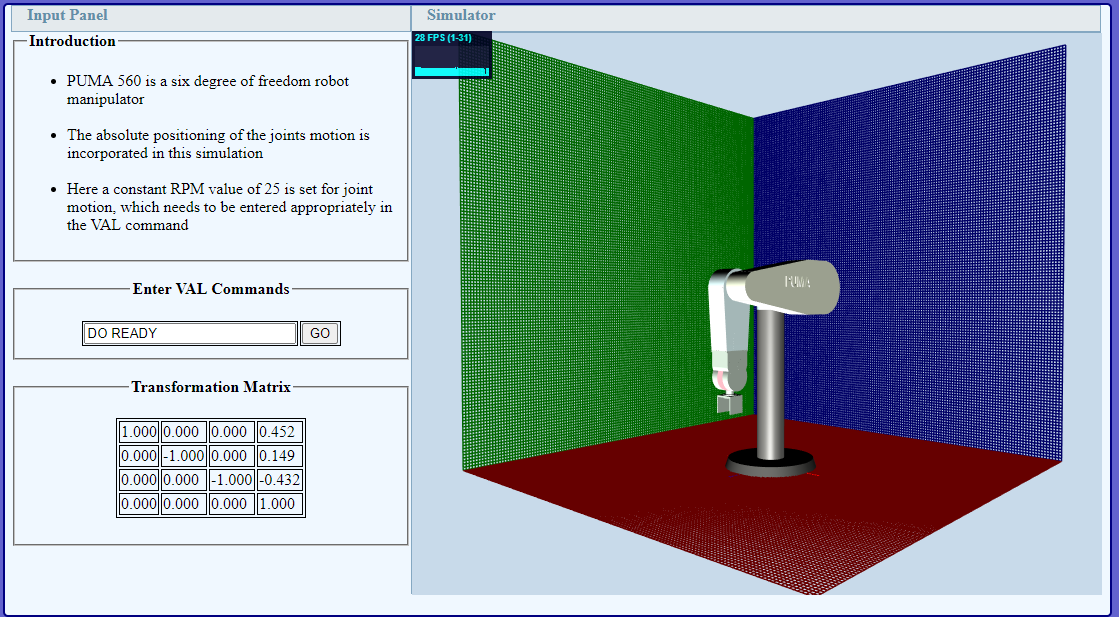 Input Panel
Simulator
Introduction
PUMA 560 is a six degree of freedom robot
manipulator
The absolute positioning of the joints motion is
incorporated in this simulation
Here a constant RPM value of 25 is set for joint
motion, which needs to be entered appropriately in
the VAL command
Enter VAL Commands
DO READY GO
Transformation Matrix
1.000 0.000 0.000 0.452
0.000 -1.000 0.000 0.149
0.000 0.000 -1.000 -0.432
0.000 0.000 0.000 1.000
28 FPS (1-31)
PUMA